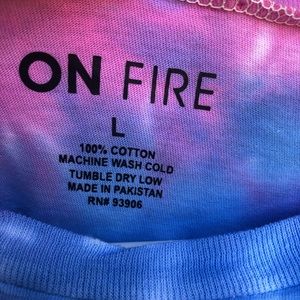 ON FIRE
L
100% COTTON
MACHINE WASH COLD
TUMBLE DRY LOW
MADE IN PAKISTAN
RN# 93906